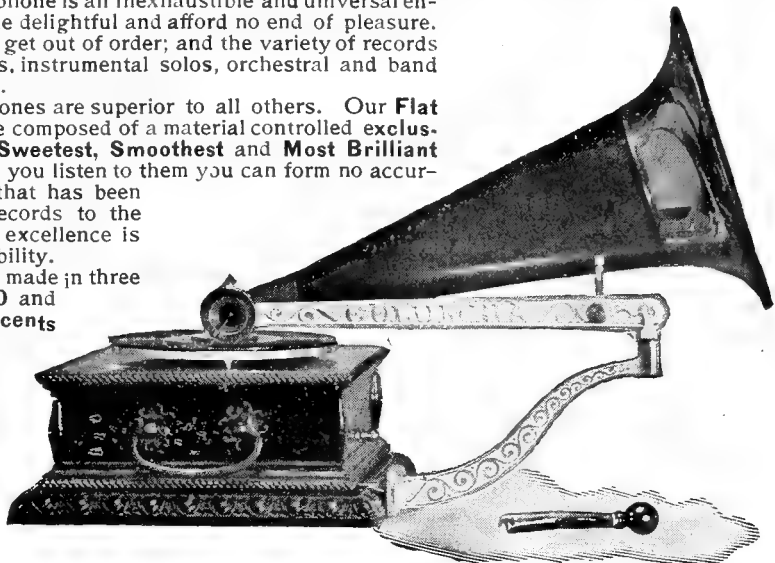 phone is an inexhaustible and universal en-
e delightful and afford no end of pleasure.
get out of order; and the variety of records
s, instrumental solos, orchestral and band
.
ones are superior to all others. Our Flat
e composed of a material controlled exclus-
Sweetest, Smoothest and Most Brilliant
you listen to them you can form no accur-
that has been
ecords to the
excellence is
bility.
made in three
and
cents